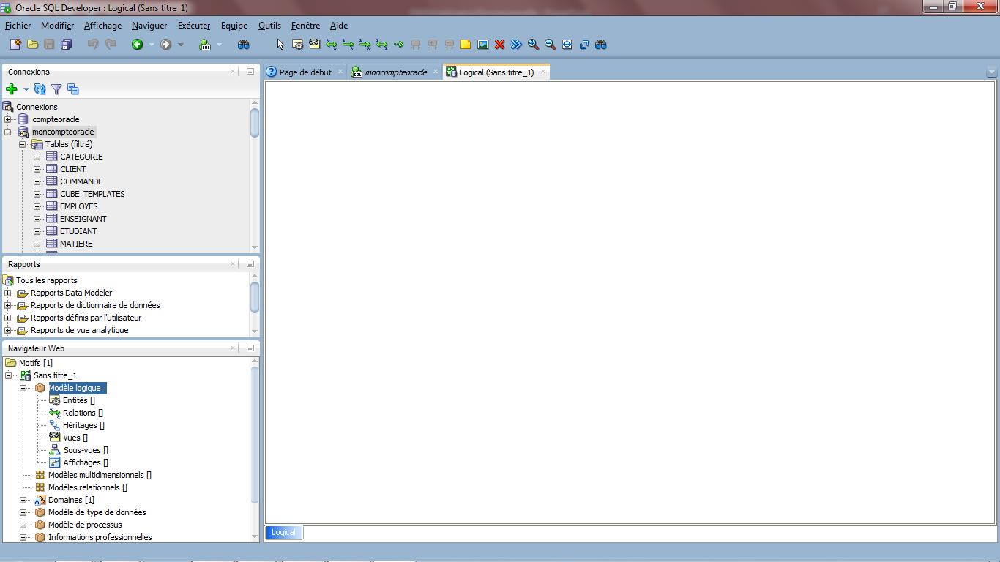 Oracle SQL Developer : Logical (Sans titre_1)
Fichier Modifier Affichage Naviguer Exécuter Equipe Outils Fenêtre Aide
Connexions
Page de début
moncompteoracle
Logical (Sans titre_1)
Connexions
compteoracle
moncompteoracle
Tables (filtré)
CATEGORIE
CLIENT
COMMANDE
CUBE_TEMPLATES
EMPLOYES
ENSEIGNANT
ETUDIANT
MATIERE
Rapports
Tous les rapports
Rapports Data Modeler
Rapports de dictionnaire de données
Rapports définis par l'utilisateur
Rapports de vue analytique
Navigateur Web
Motifs [1]
Sans titre_1
Modèle logique
Entités []
Relations []
Héritages []
Vues []
Sous-vues []
Affichages []
Modèles multidimensionnels []
Modèles relationnels []
Domaines [1]
Modèle de type de données
Modèle de processus
Informations professionnelles
Logical